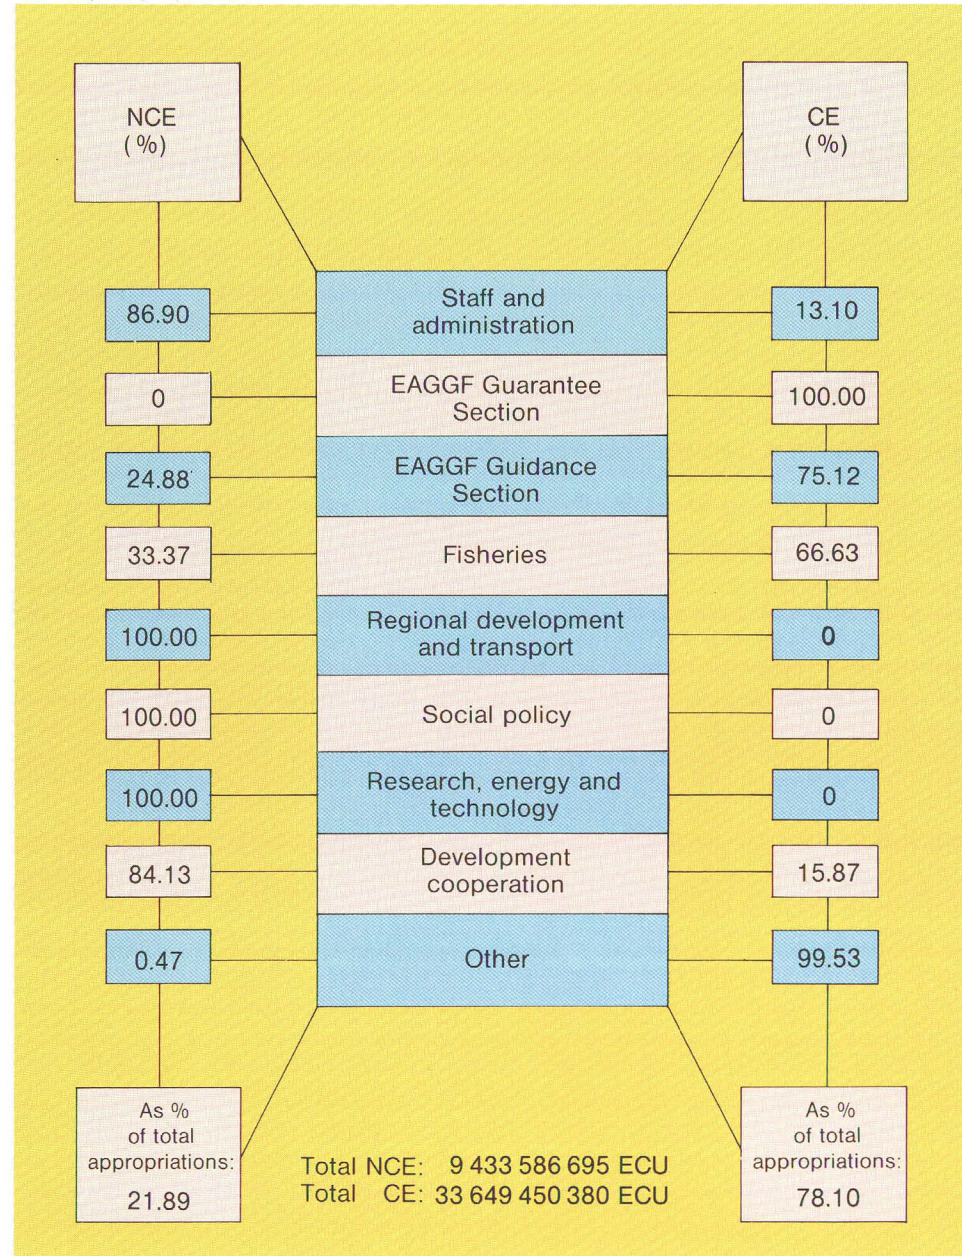 NCE
(%)
CE
(%)
86.90
Staff and
administration
13.10
0
EAGGF Guarantee
Section
100.00
24.88
EAGGF Guidance
Section
75.12
33.37
Fisheries
66.63
100.00
Regional development
and transport
0
100.00
Social policy
0
100.00
Research, energy and
technology
0
84.13
Development
cooperation
15.87
0.47
Other
99.53
As %
of total
appropriations:
21.89
Total NCE: 9 433 586 695 ECU
Total CE: 33 649 450 380 ECU
As %
of total
appropriations:
78.10